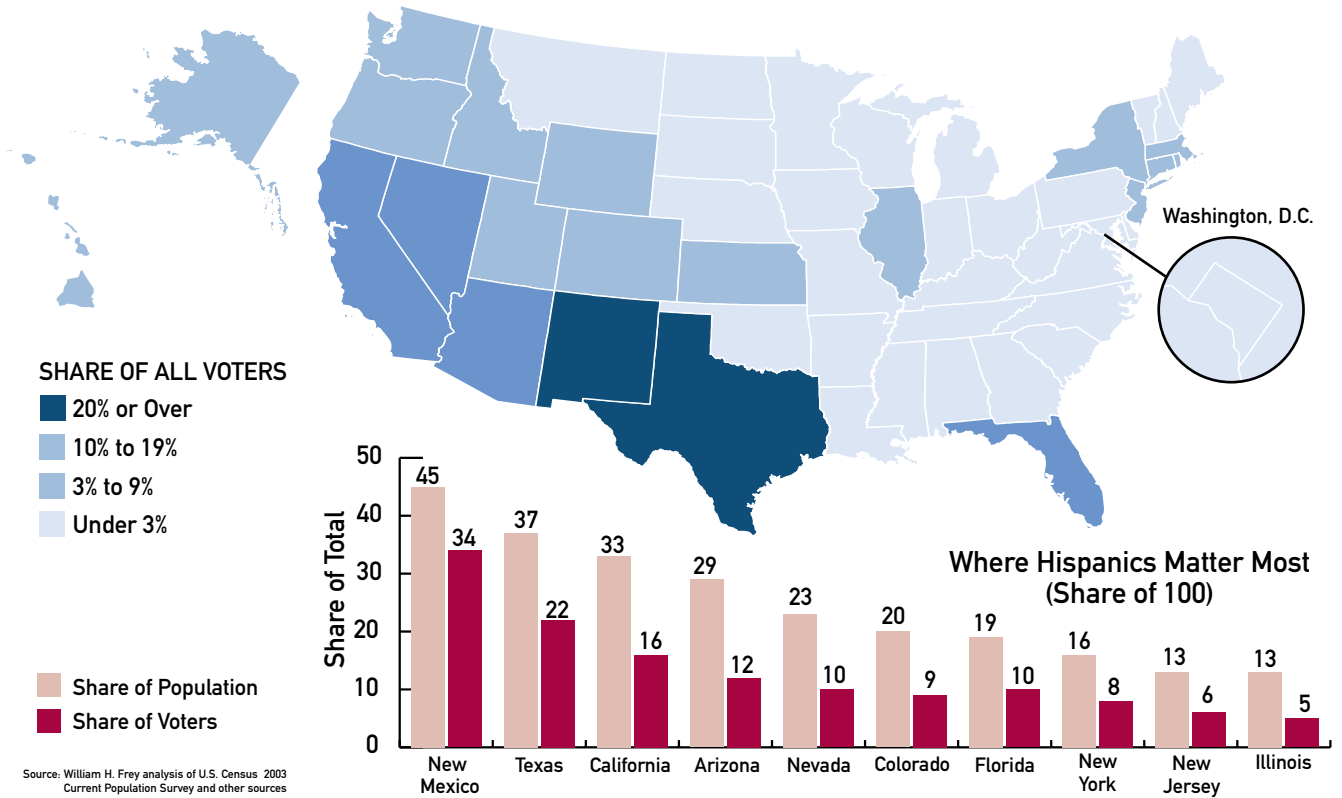 Washington, D.C.
SHARE OF ALL VOTERS
20% or Over
10% to 19%
3% to 9%
Under 3%
Where Hispanics Matter Most
(Share of 100)
Share of Total
50
40
30
20
10
0
45
34
37
22
33
16
29
12
23
10
20
9
19
10
16
8
13
6
13
5
New
Mexico
Texas
California
Arizona
Nevada
Colorado
Florida
New
York
New
Jersey
Illinois
Share of Population
Share of Voters
Source: William H. Frey analysis of U.S. Census 2003
Current Population Survey and other sources